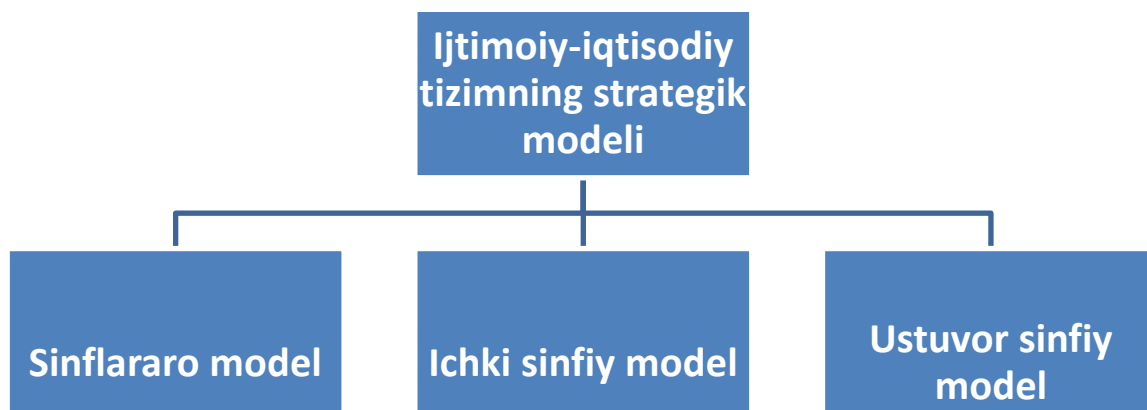 Ijtimoiy-iqtisodiy
tizimning strategik
modeli
Sinflararo model
Ichki sinfiy model
Ustuvor sinfiy
model